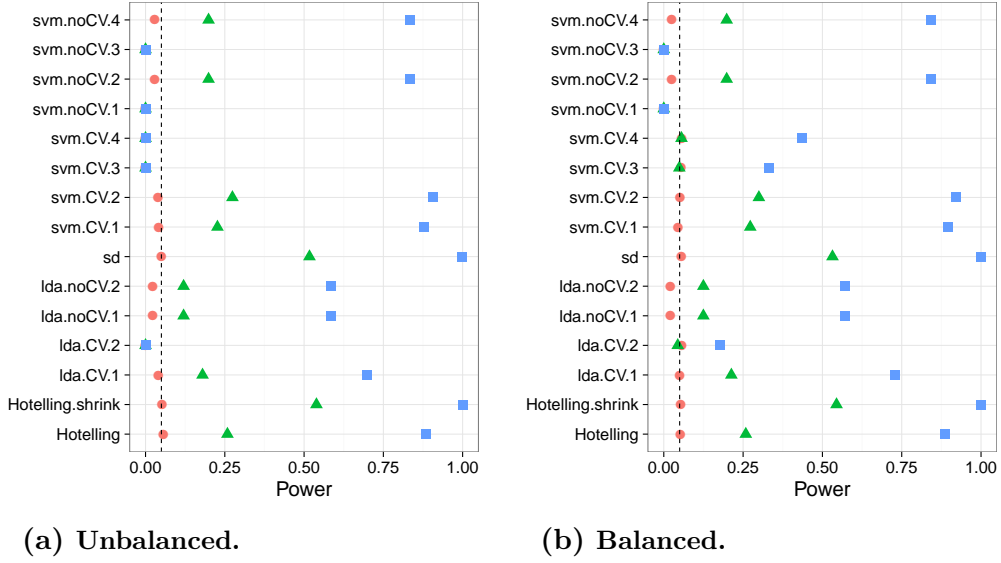 svm.noCV.4
svm.noCV.3
svm.noCV.2
svm.noCV.1
svm.CV.4
svm.CV.3
svm.CV.2
svm.CV.1
sd
lda.noCV.2
lda.noCV.1
lda.CV.2
lda.CV.1
Hotelling.shrink
Hotelling
0.00 0.25 0.50 0.75 1.00
Power
(a) Unbalanced.
svm.noCV.4
svm.noCV.3
svm.noCV.2
svm.noCV.1
svm.CV.4
svm.CV.3
svm.CV.2
svm.CV.1
sd
lda.noCV.2
lda.noCV.1
lda.CV.2
lda.CV.1
Hotelling.shrink
Hotelling
0.00 0.25 0.50 0.75 1.00
Power
(b) Balanced.